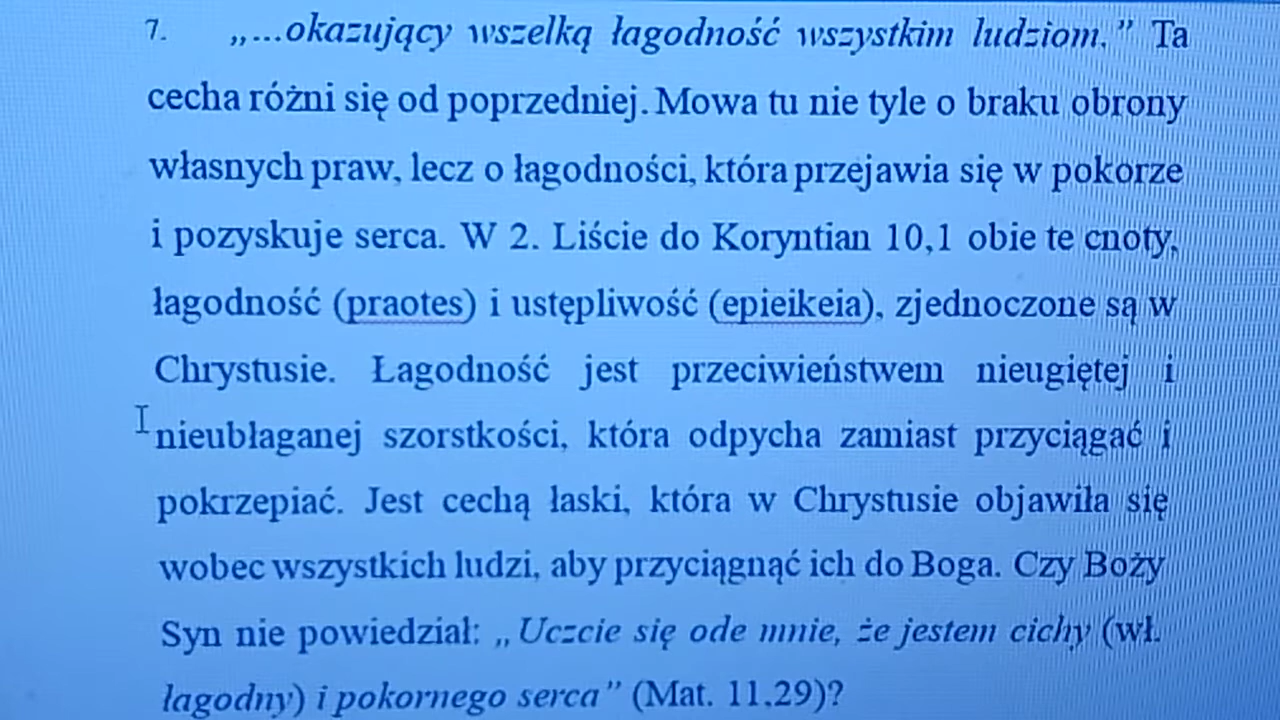 7. „...okazujący wszelką łagodność wszystkim ludziom.” Ta
cecha różni się od poprzedniej. Mowa tu nie tyle o braku obrony
własnych praw, lecz o łagodności, która przejawia się w pokorze
i pozyskuje serca. W 2. Liście do Koryntian 10,1 obie te cnoty,
łagodność (praotes) i ustępliwość (epieikeia), zjednoczone są w
Chrystusie. Łagodność jest przeciwieństwem nieugiętej i
nieubłaganej szorstkości, która odpycha zamiast przyciągać i
pokrzepiać. Jest cechą łaski, która w Chrystusie objawiła się
wobec wszystkich ludzi, aby przyciągnąć ich do Boga. Czy Boży
Syn nie powiedział: „Uczcie się ode mnie, że jestem cichy (wł.
łagodny) i pokornego serca” (Mat. 11,29)?